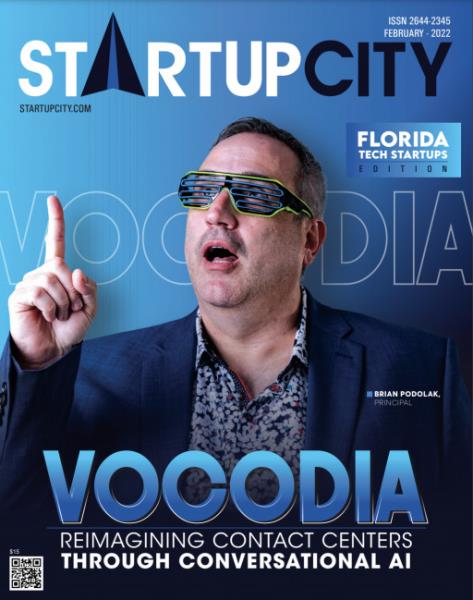 ISSN 2644-2345
FEBRUARY - 2022
STARTUPCITY
STARTUPCITY.COM
FLORIDA
TECH STARTUPS
EDITION
VOCODIA
BRIAN PODOLAK,
PRINCIPAL
VOCODIA
REIMAGINING CONTACT CENTERS
THROUGH CONVERSATIONAL AI
$15